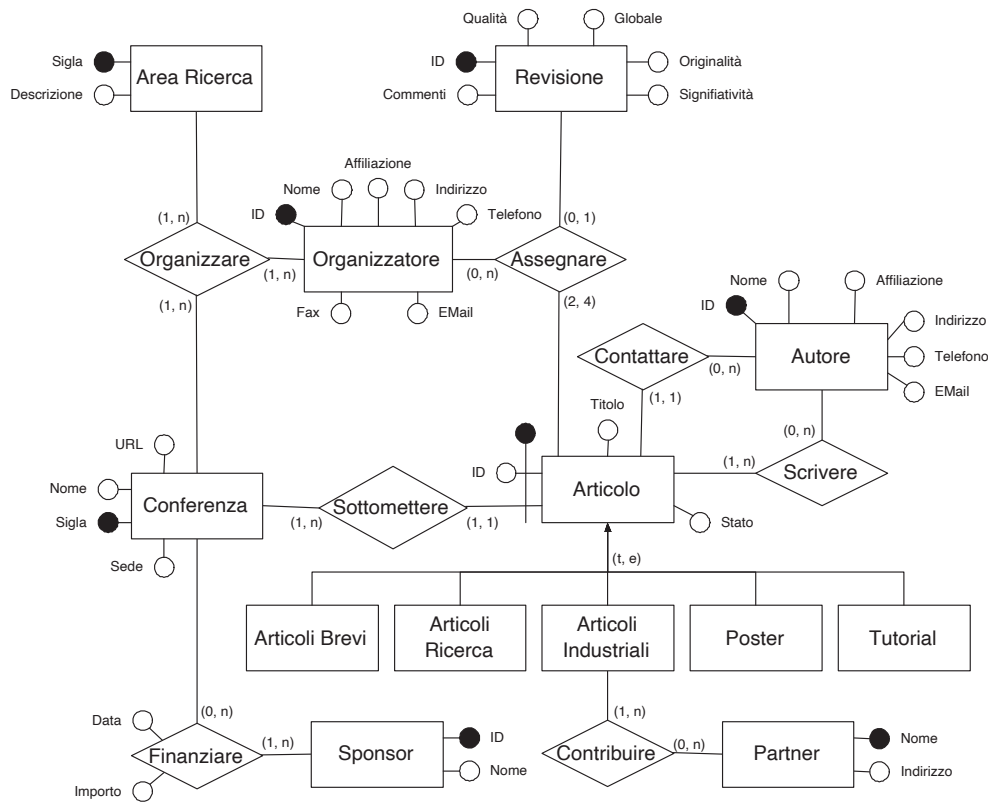 Qualità
Globale
Sigla
Area Ricerca
Descrizione
ID
Revisione
Originalità
Commenti
Signifiatività
Affiliazione
Nome
Indirizzo
ID
Telefono
(1, n)
(0, 1)
Organizzare
(1, n)
Organizzatore
(0, n)
Assegnare
(1, n)
(2, 4)
Fax
EMail
Nome
Affiliazione
ID
Indirizzo
Contattare
(0, n)
Autore
Telefono
(1, 1)
EMail
Titolo
(0, n)
URL
ID
(1, n)
Scrivere
Nome
Conferenza
Sottomettere
Articolo
Sigla
(1, n)
(1, 1)
Stato
Sede
(t, e)
Articoli Brevi
Articoli
Ricerca
Articoli
Industriali
Poster
Tutorial
(0, n)
(1, n)
Data
Finanziare
(1, n)
Sponsor
ID
Nome
Importo
Contribuire
(0, n)
Partner
Nome
Indirizzo